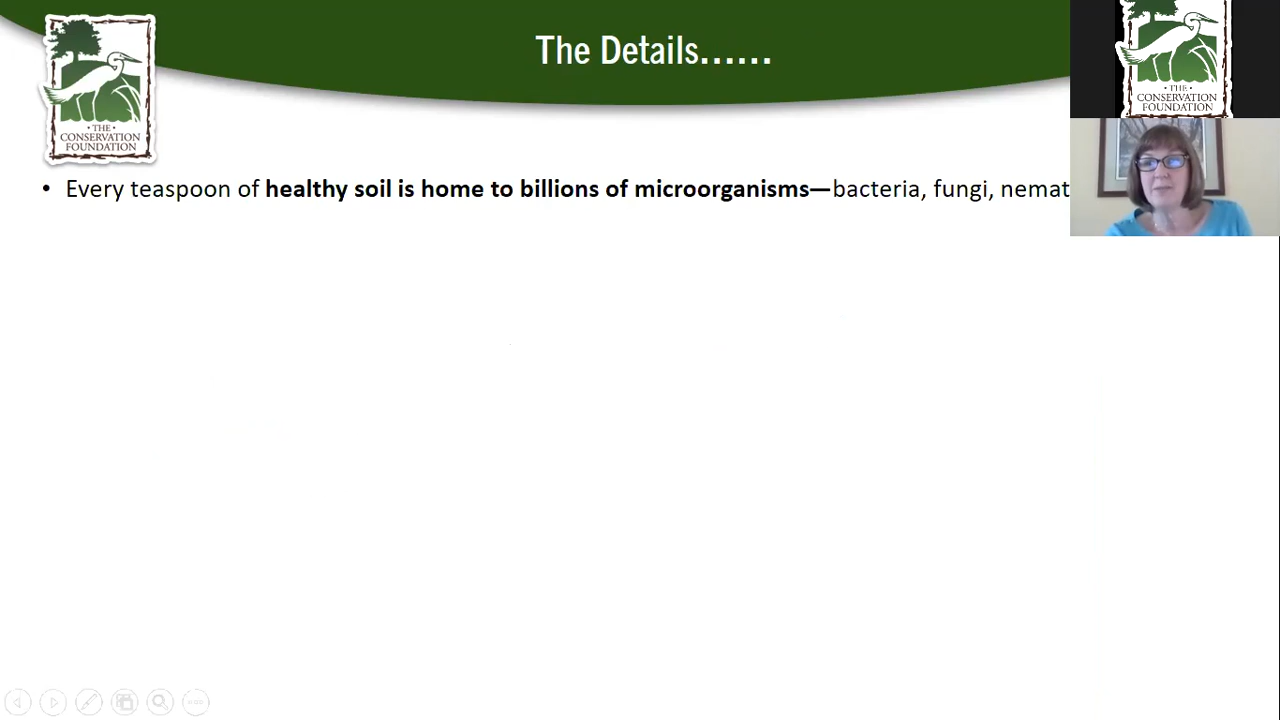 The Details......
• THE •
CONSERVATION
FOUNDATION
• THE •
CONSERVATION
FOUNDATION
• Every teaspoon of healthy soil is home to billions of microorganisms—bacteria, fungi, nemat